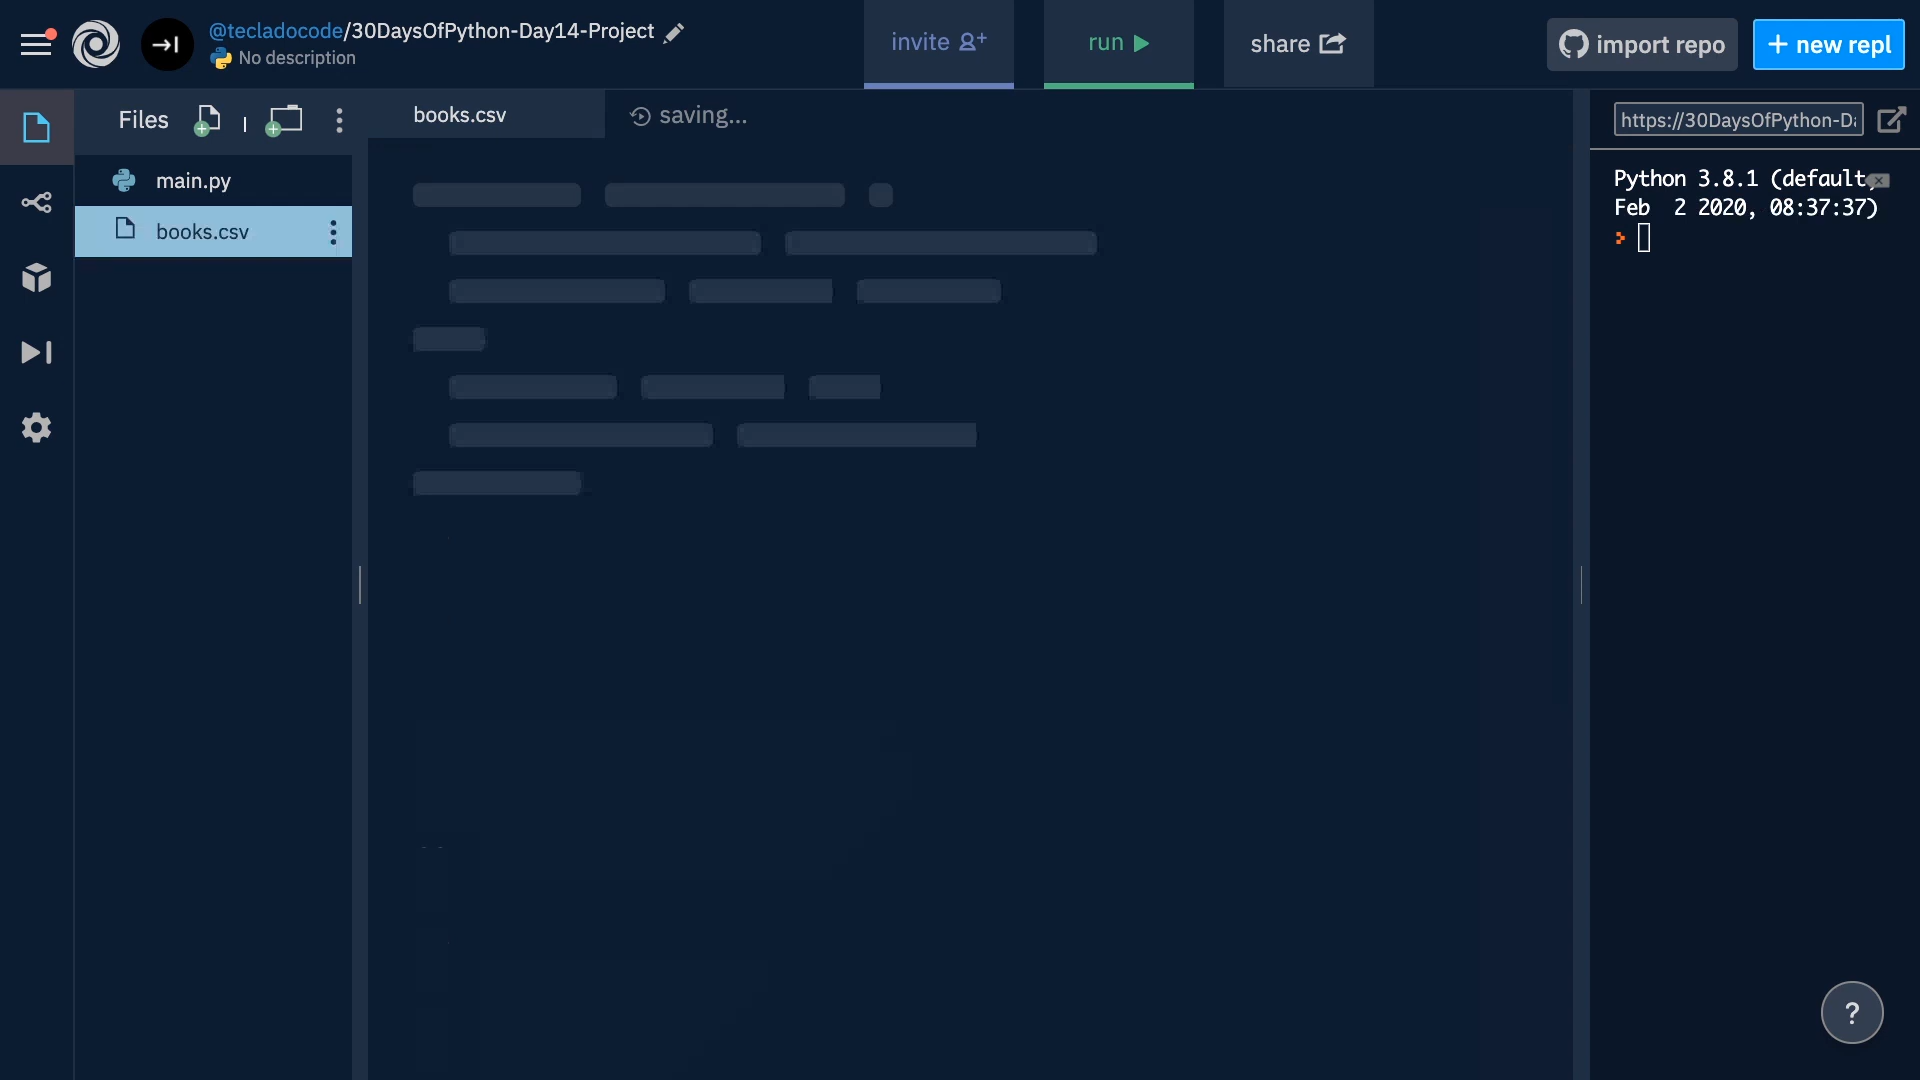 @tecladocode/30DaysOfPython-Day14-Project
No description
invite
run
share
import repo
+ new repl
Files
books.csv
saving...
https://30DaysOfPython-Da
main.py
books.csv
Python 3.8.1 (default,
Feb  2 2020, 08:37:37)
?